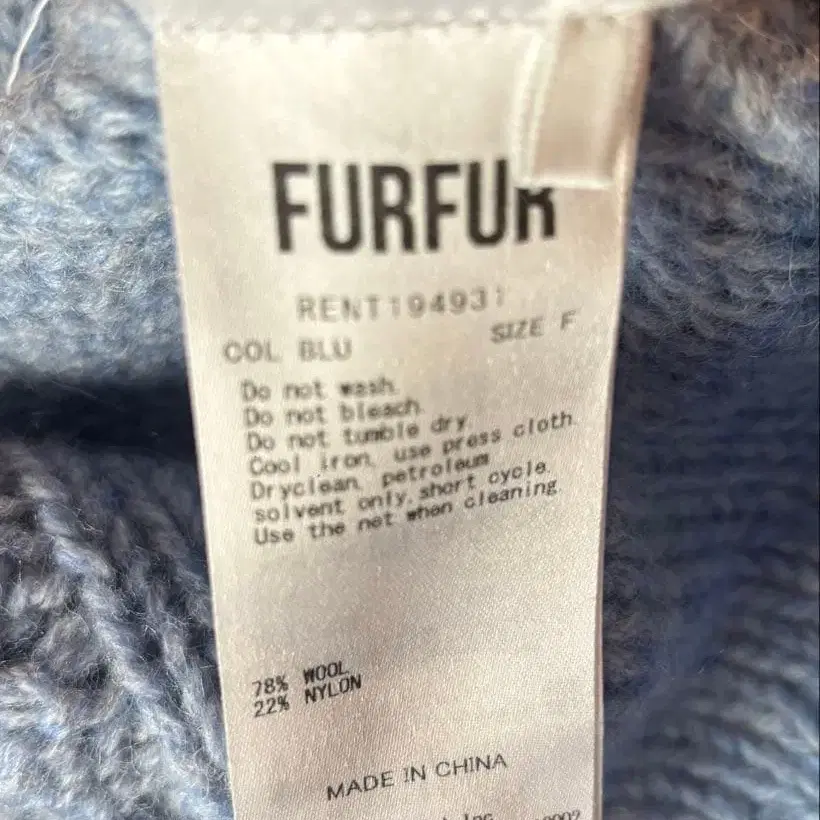 FURFUR
RENT194931
COL BLU SIZE F
Do not wash.
Do not bleach.
Do not tumble dry.
Cool iron, use press cloth.
Dryclean, petroleum
solvent only, short cycle.
Use the net when cleaning.
78% WOOL
22% NYLON
MADE IN CHINA
Inc.